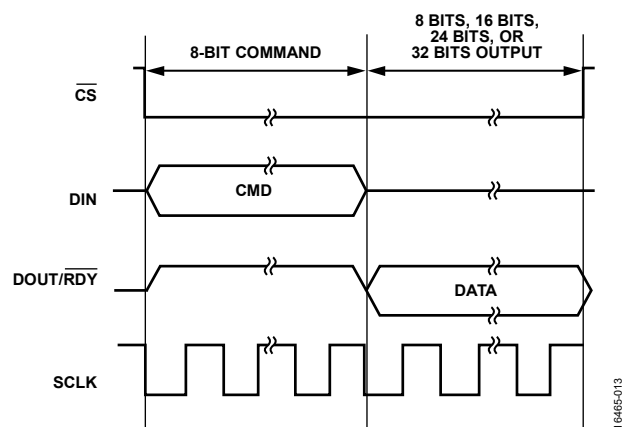 8 BITS, 16 BITS,
24 BITS, OR
8-BIT COMMAND
32 BITS OUTPUT
CS
DIN
CMD
DOUT/RDY
DATA
SCLK
16465-013